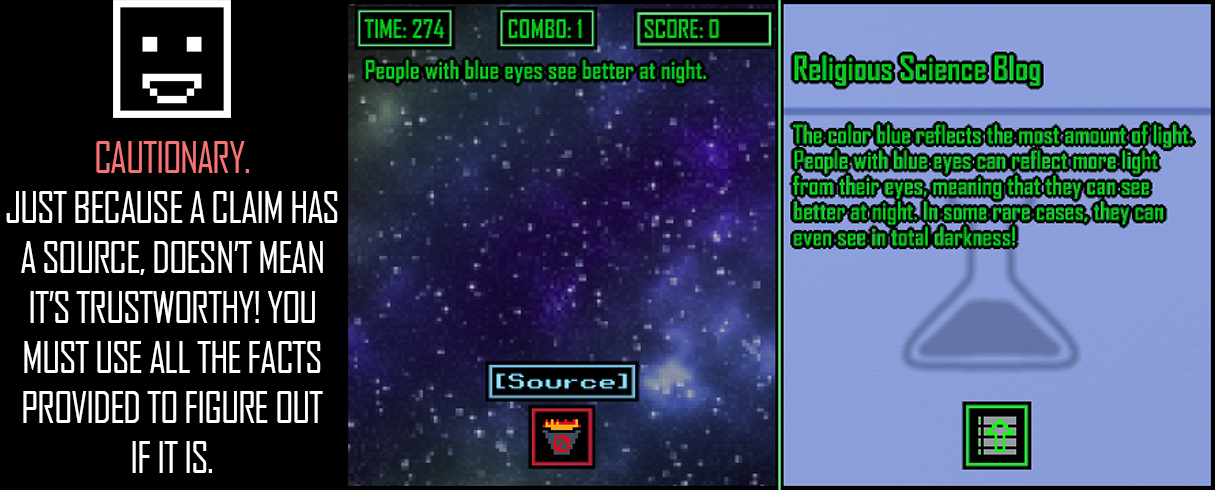 CAUTIONARY.
JUST BECAUSE A CLAIM HAS
A SOURCE, DOESN'T MEAN
IT'S TRUSTWORTHY! YOU
MUST USE ALL THE FACTS
PROVIDED TO FIGURE OUT
IF IT IS.
TIME: 274
COMBO: 1
SCORE: 0
People with blue eyes see better at night.
[Source]
Religious Science Blog
The color blue reflects the most amount of light.
People with blue eyes can reflect more light
from their eyes, meaning that they can see
better at night. In some rare cases, they can
even see in total darkness!